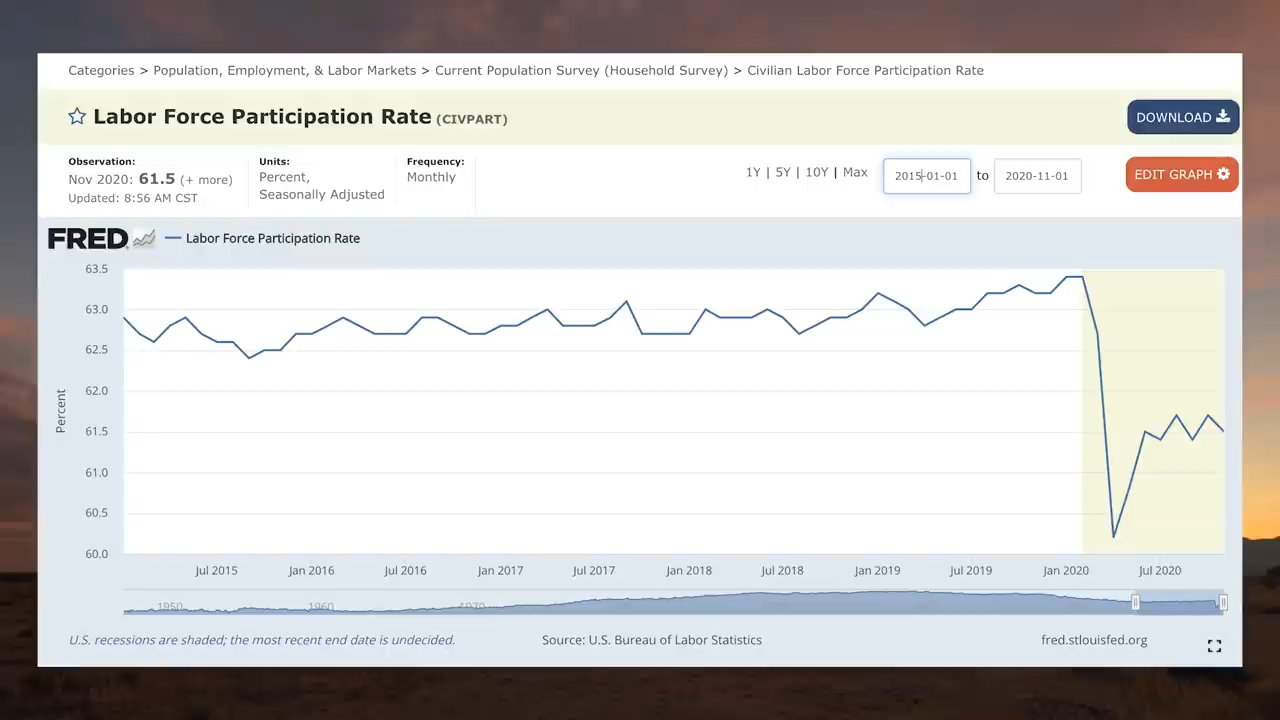 Categories > Population, Employment, & Labor Markets > Current Population Survey (Household Survey) > Civilian Labor Force Participation Rate
Labor Force Participation Rate (CIVPART)
DOWNLOAD
Observation:
Nov 2020: 61.5 (+ more)
Updated: 8:56 AM CST
Units:
Percent,
Seasonally Adjusted
Frequency:
Monthly
1Y | 5Y | 10Y | Max
2015-01-01 to 2020-11-01
EDIT GRAPH
FRED
Labor Force Participation Rate
63.5
63.0
62.5
62.0
61.5
61.0
60.5
60.0
Percent
Jul 2015 Jan 2016 Jul 2016 Jan 2017 Jul 2017 Jan 2018 Jul 2018 Jan 2019 Jul 2019 Jan 2020 Jul 2020
1950 1960 1970
U.S. recessions are shaded; the most recent end date is undecided. Source: U.S. Bureau of Labor Statistics fred.stlouisfed.org